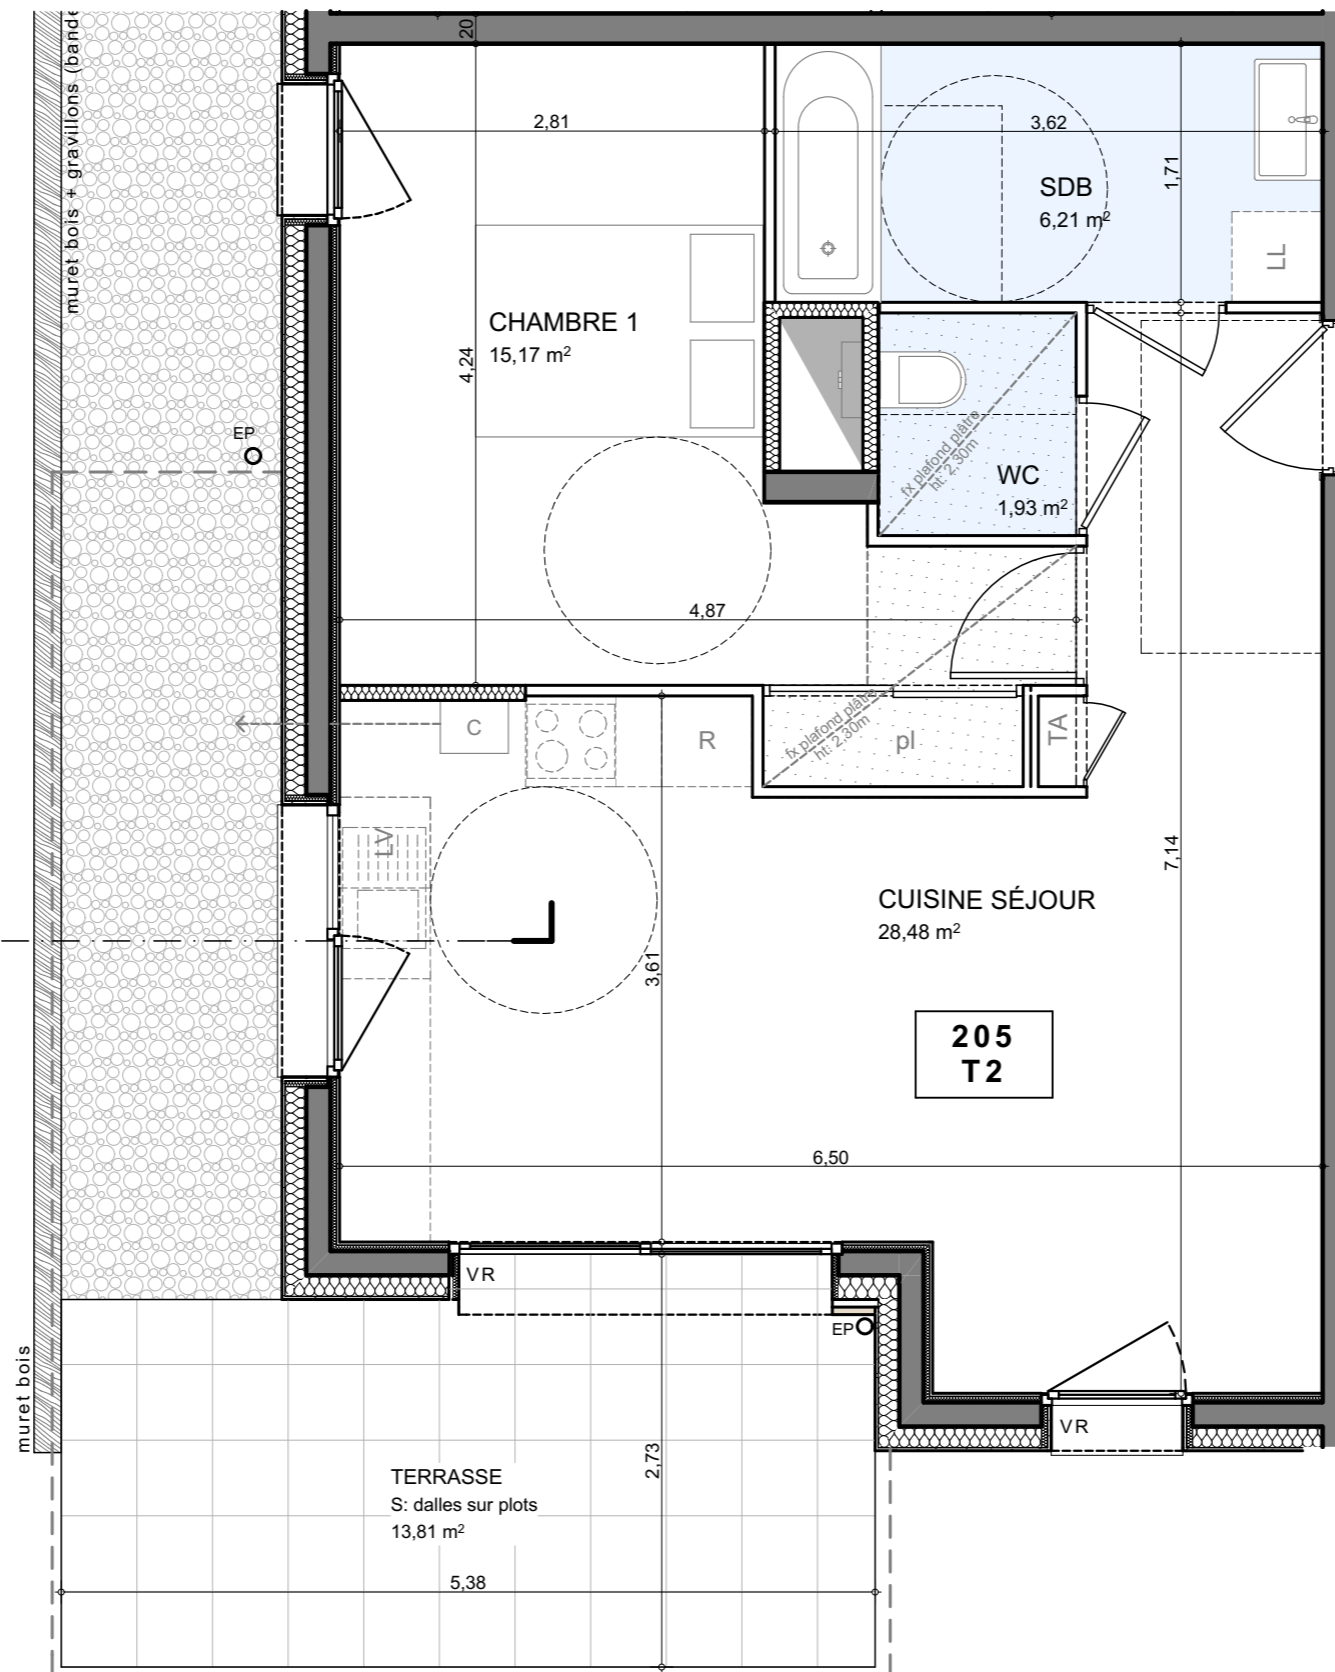 muret bois + gravillons (bande
20
2,81
3,62
1,71
SDB
6,21 m²
LL
CHAMBRE 1
15,17 m²
4,24
EP
fx plafond plâtre
ht: 2,30m
WC
1,93 m²
4,87
C
R
fx plafond plâtre
ht: 2,30m
pl
TA
LV
7,14
CUISINE SÉJOUR
28,48 m²
3,61
205
T2
6,50
VR
EP
VR
muret bois
TERRASSE
S: dalles sur plots
13,81 m²
2,73
5,38